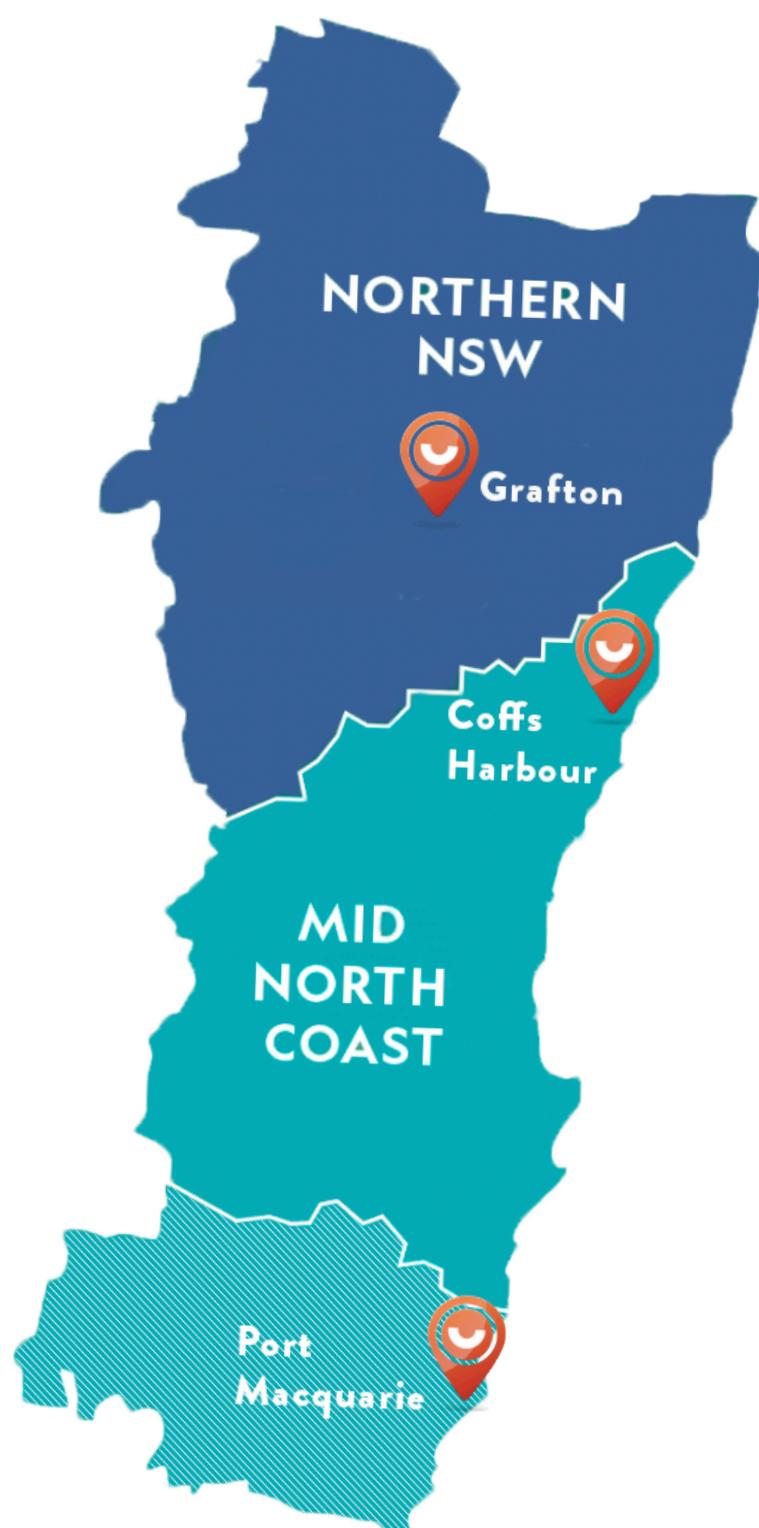 NORTHERN
NSW
Grafton
Coffs
Harbour
MID
NORTH
COAST
Port
Macquarie